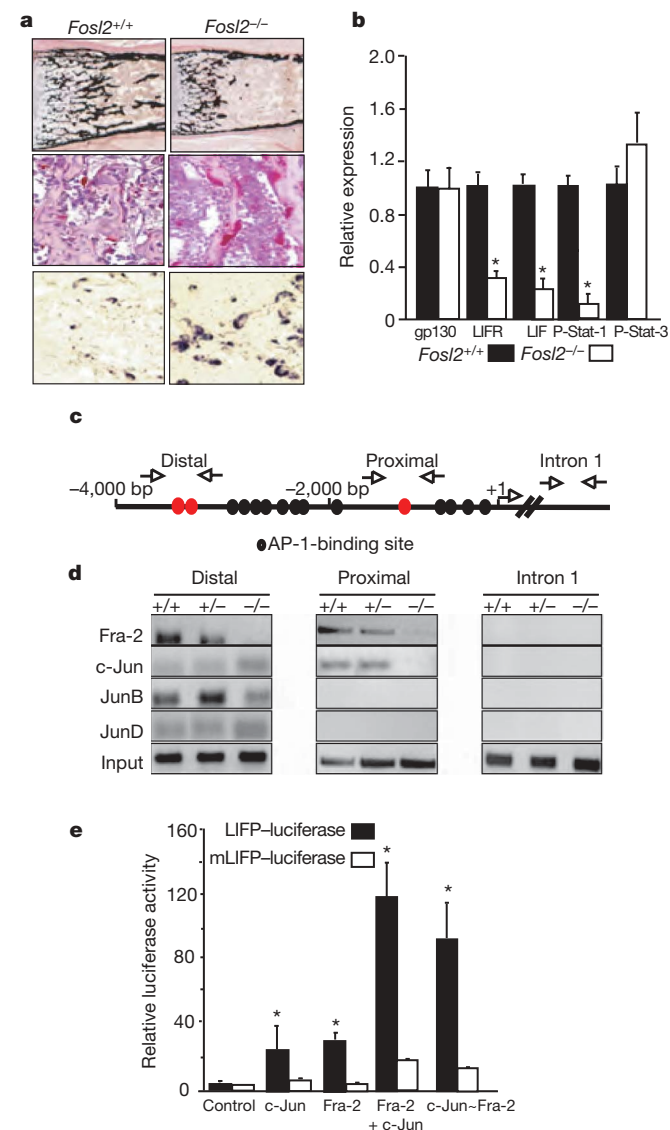 a
Fosl2+/+ Fosl2–/–
b
Relative expression
2.0
1.6
1.2
0.8
0.4
0
gp130 LIFR LIF P-Stat-1 P-Stat-3
* * *
Fosl2+/+ Fosl2–/–
c
Distal Proximal Intron 1
–4,000 bp –2,000 bp +1
AP-1-binding site
d
Distal Proximal Intron 1
+/+ +/– –/– +/+ +/– –/– +/+ +/– –/–
Fra-2
c-Jun
JunB
JunD
Input
e
Relative luciferase activity
160
120
80
40
0
LIFP–luciferase
mLIFP–luciferase
* * * *
Control c-Jun Fra-2 Fra-2 c-Jun~Fra-2
+ c-Jun